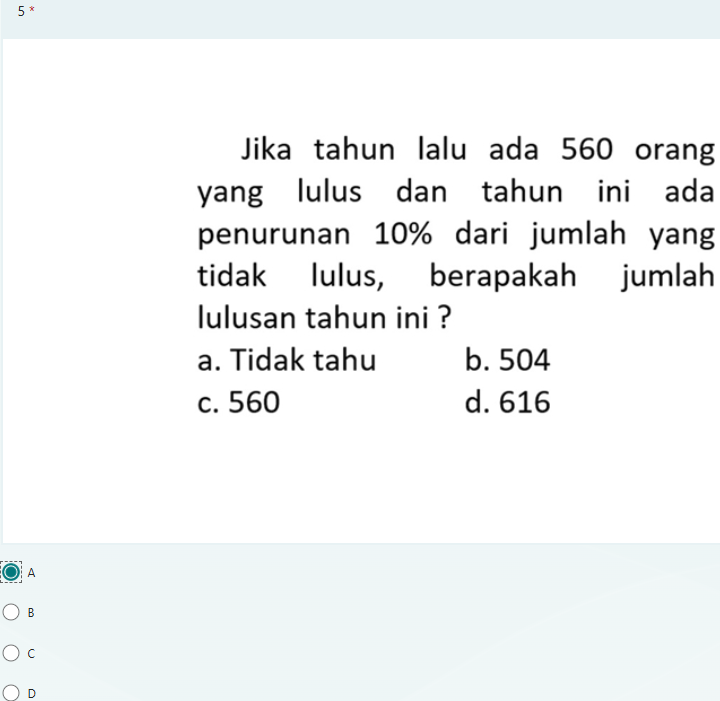 5 *
Jika tahun lalu ada 560 orang
yang lulus dan tahun ini ada
penurunan 10% dari jumlah yang
tidak lulus, berapakah jumlah
lulusan tahun ini ?
a. Tidak tahu b. 504
c. 560 d. 616
A
B
C
D